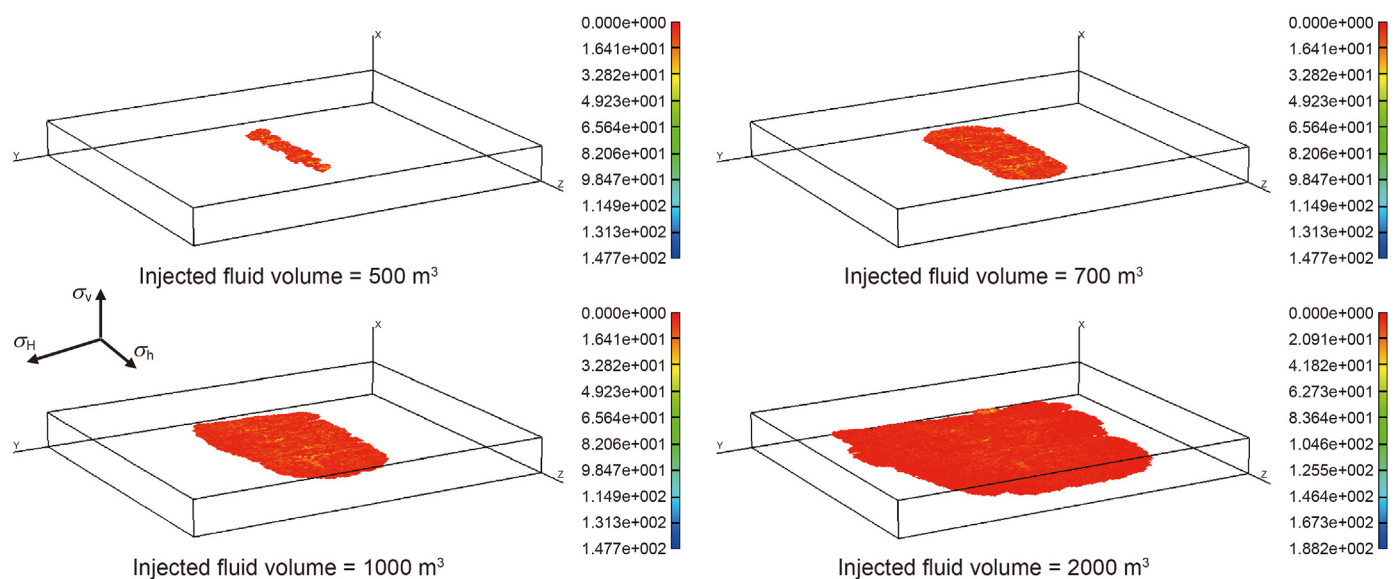 X
Y
Z
0.000e+000
1.641e+001
3.282e+001
4.923e+001
6.564e+001
8.206e+001
9.847e+001
1.149e+002
1.313e+002
1.477e+002
Injected fluid volume = 500 m³
X
Y
Z
0.000e+000
1.641e+001
3.282e+001
4.923e+001
6.564e+001
8.206e+001
9.847e+001
1.149e+002
1.313e+002
1.477e+002
Injected fluid volume = 700 m³
σv
σH
σh
X
Y
Z
0.000e+000
1.641e+001
3.282e+001
4.923e+001
6.564e+001
8.206e+001
9.847e+001
1.149e+002
1.313e+002
1.477e+002
Injected fluid volume = 1000 m³
X
Y
Z
0.000e+000
2.091e+001
4.182e+001
6.273e+001
8.364e+001
1.046e+002
1.255e+002
1.464e+002
1.673e+002
1.882e+002
Injected fluid volume = 2000 m³